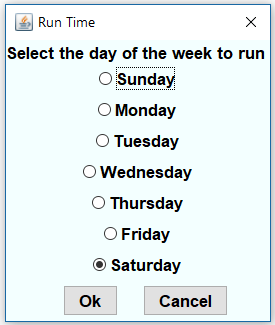 Run Time
Select the day of the week to run
Sunday
Monday
Tuesday
Wednesday
Thursday
Friday
Saturday
Ok Cancel